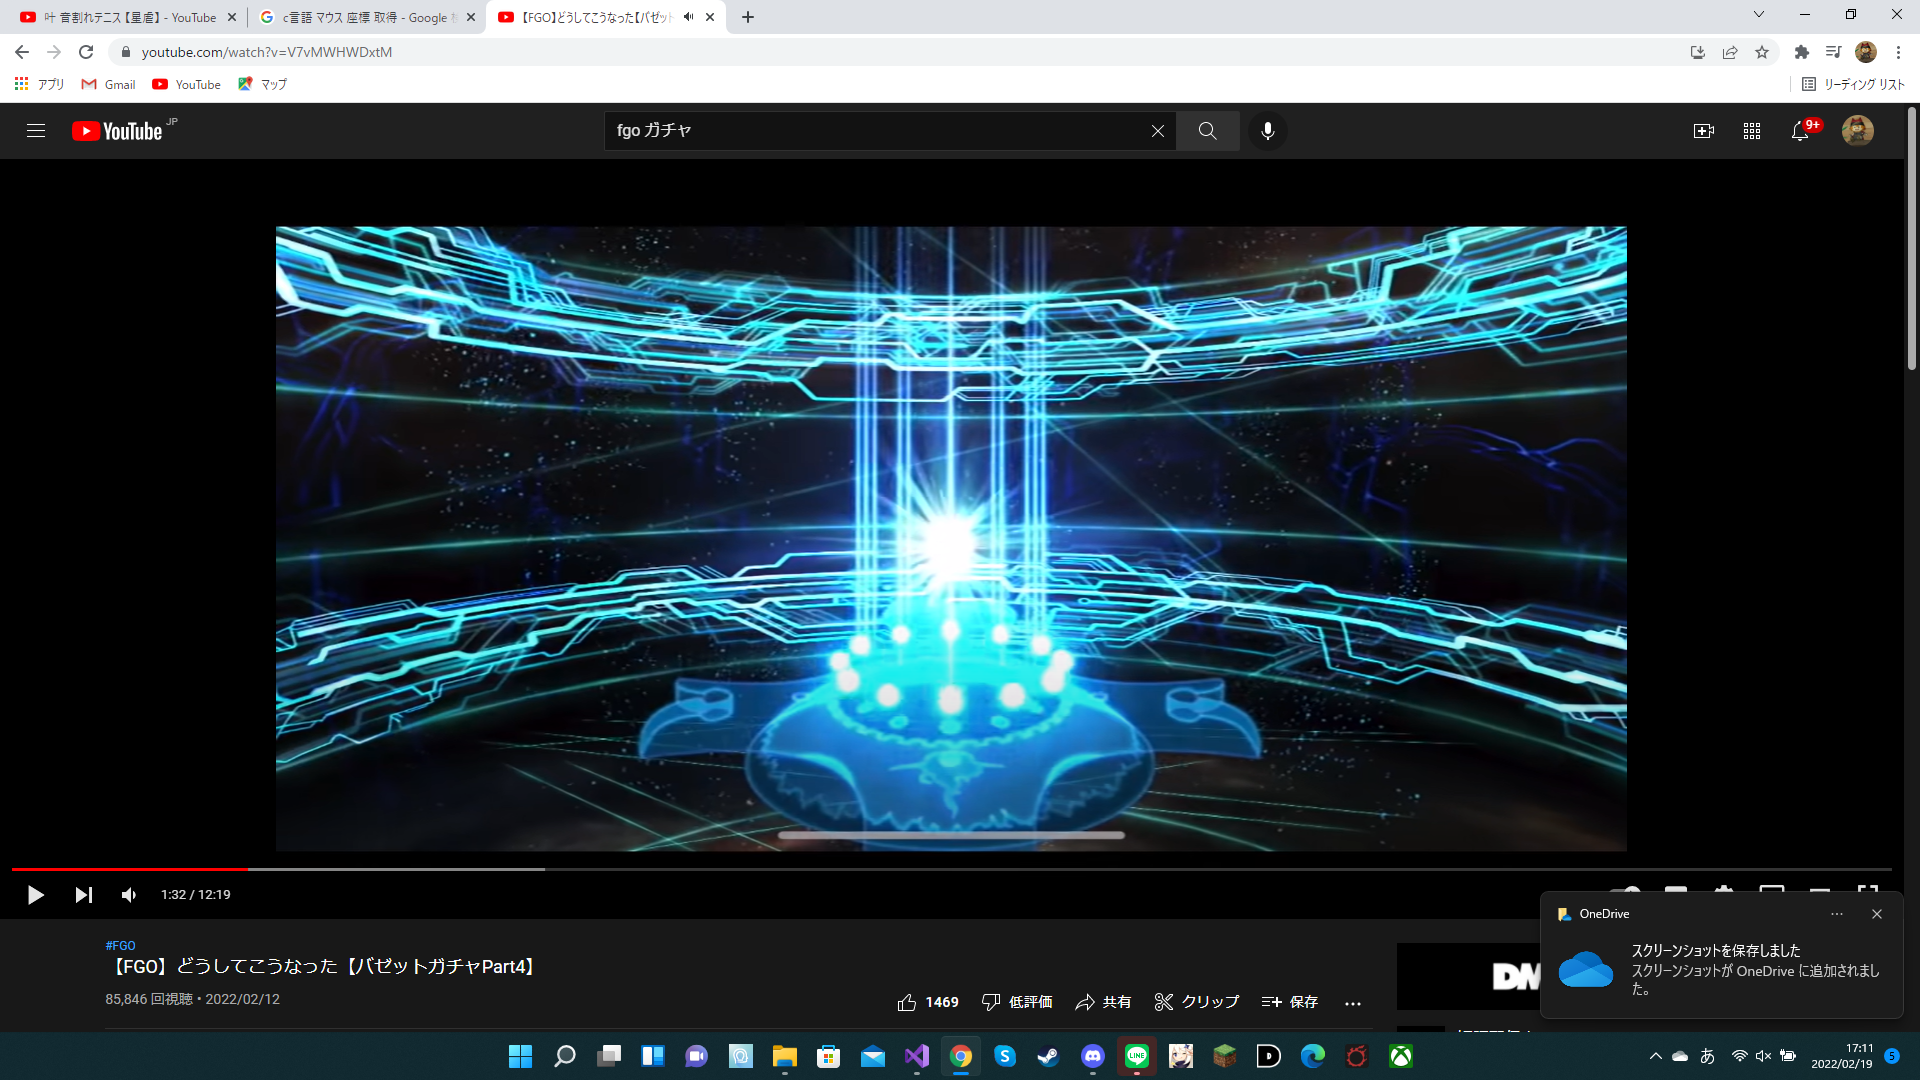 叶 音割れテニス【星虐】 - YouTube
c言語 マウス 座標 取得 - Google
【FGO】どうしてこうなった【バゼット
youtube.com/watch?v=V7vMWHWDxtM
アプリ
Gmail
YouTube
マップ
リーディング リスト
YouTube JP
fgo ガチャ
9+
1:32 / 12:19
#FGO
【FGO】どうしてこうなった【バゼットガチャPart4】
85,846 回視聴・2022/02/12
1469
低評価
共有
クリップ
保存
DM
OneDrive
スクリーンショットを保存しました
スクリーンショットが OneDrive に追加されまし
た。
LINE
あ
17:11
2022/02/19
5